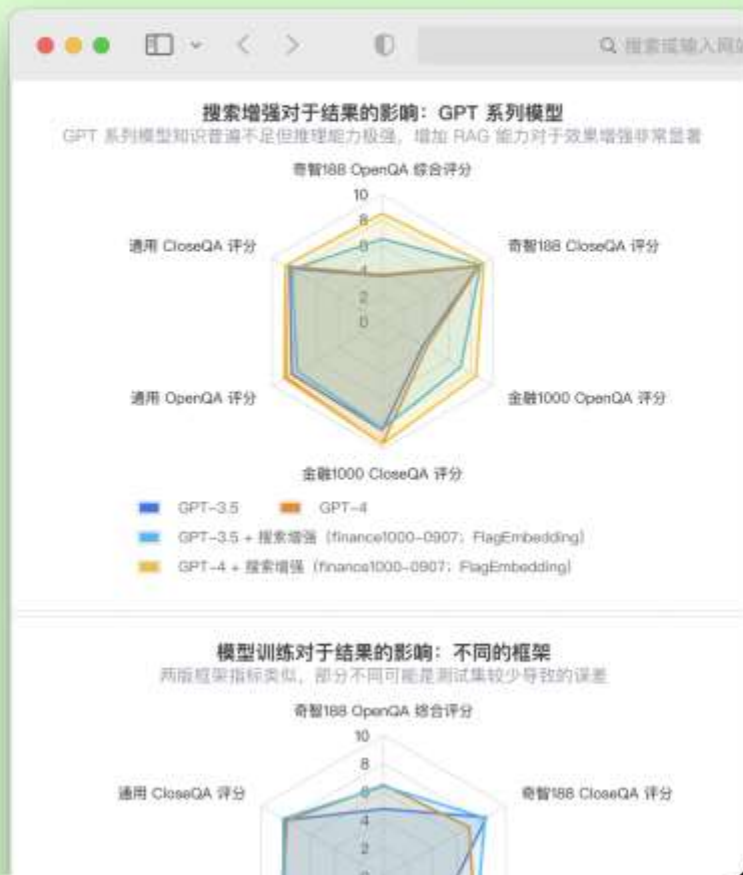 搜索或输入网站
搜索增强对于结果的影响：GPT 系列模型
GPT 系列模型知识普遍不足但推理能力极强，增加 RAG 能力对于效果增强非常显著
奇智188 OpenQA 综合评分
10
8
6
4
2
0
通用 CloseQA 评分
奇智188 CloseQA 评分
通用 OpenQA 评分
金融1000 OpenQA 评分
金融1000 CloseQA 评分
GPT-3.5
GPT-4
GPT-3.5 + 搜索增强（finance1000-0907；FlagEmbedding）
GPT-4 + 搜索增强（finance1000-0907；FlagEmbedding）
模型训练对于结果的影响：不同的框架
两版框架指标类似，部分不同可能是测试集较少导致的误差
奇智188 OpenQA 综合评分
10
8
6
4
2
通用 CloseQA 评分
奇智188 CloseQA 评分